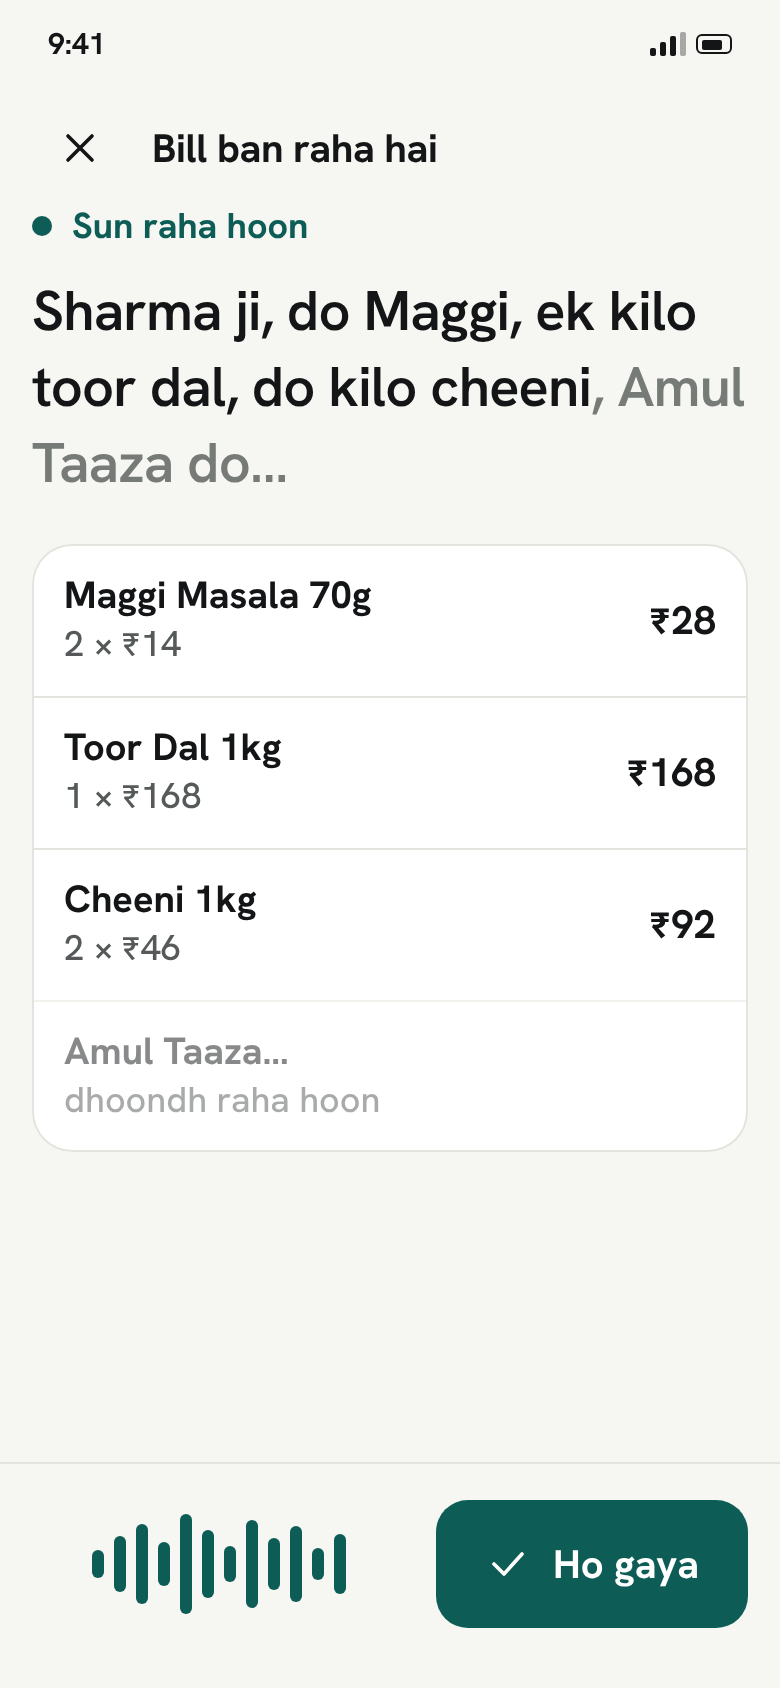 9:41
Bill ban raha hai
Sun raha hoon
Sharma ji, do Maggi, ek kilo
toor dal, do kilo cheeni, Amul
Taaza do...
Maggi Masala 70g
2 × ₹14
₹28
Toor Dal 1kg
1 × ₹168
₹168
Cheeni 1kg
2 × ₹46
₹92
Amul Taaza...
dhoondh raha hoon
Ho gaya